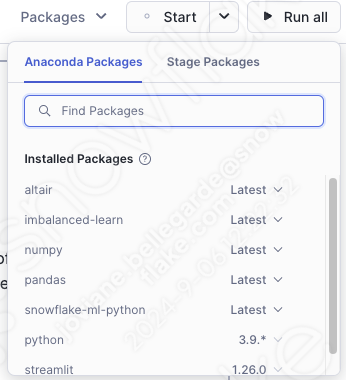 Packages
Start
Run all
Anaconda Packages
Stage Packages
Find Packages
Installed Packages ?
altair Latest
imbalanced-learn Latest
numpy Latest
pandas Latest
snowflake-ml-python Latest
python 3.9.*
streamlit 1.26.0